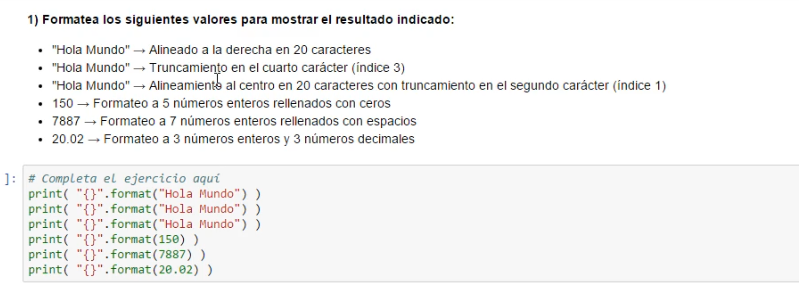 1) Formatea los siguientes valores para mostrar el resultado indicado:
• "Hola Mundo" → Alineado a la derecha en 20 caracteres
• "Hola Mundo" → Truncamiento en el cuarto carácter (índice 3)
• "Hola Mundo" → Alineamiento al centro en 20 caracteres con truncamiento en el segundo carácter (índice 1)
• 150 → Formateo a 5 números enteros rellenados con ceros
• 7887 → Formateo a 7 números enteros rellenados con espacios
• 20.02 → Formateo a 3 números enteros y 3 números decimales
]: # Completa el ejercicio aquí
print( "{}".format("Hola Mundo") )
print( "{}".format("Hola Mundo") )
print( "{}".format("Hola Mundo") )
print( "{}".format(150) )
print( "{}".format(7887) )
print( "{}".format(20.02) )